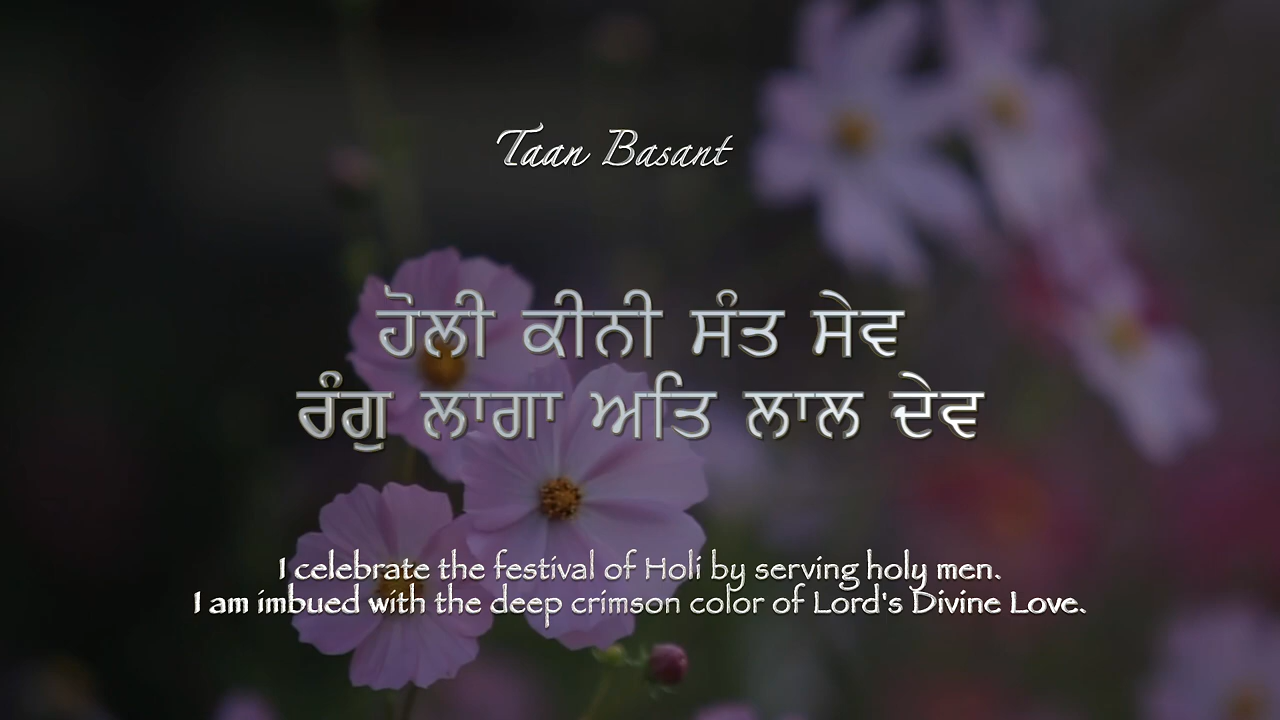 Taan Basant
ਹੋਲੀ ਕੀਨੀ ਸੰਤ ਸੇਵ
ਰੰਗੁ ਲਾਗਾ ਅਤਿ ਲਾਲ ਦੇਵ
I celebrate the festival of Holi by serving holy men.
I am imbued with the deep crimson color of Lord's Divine Love.